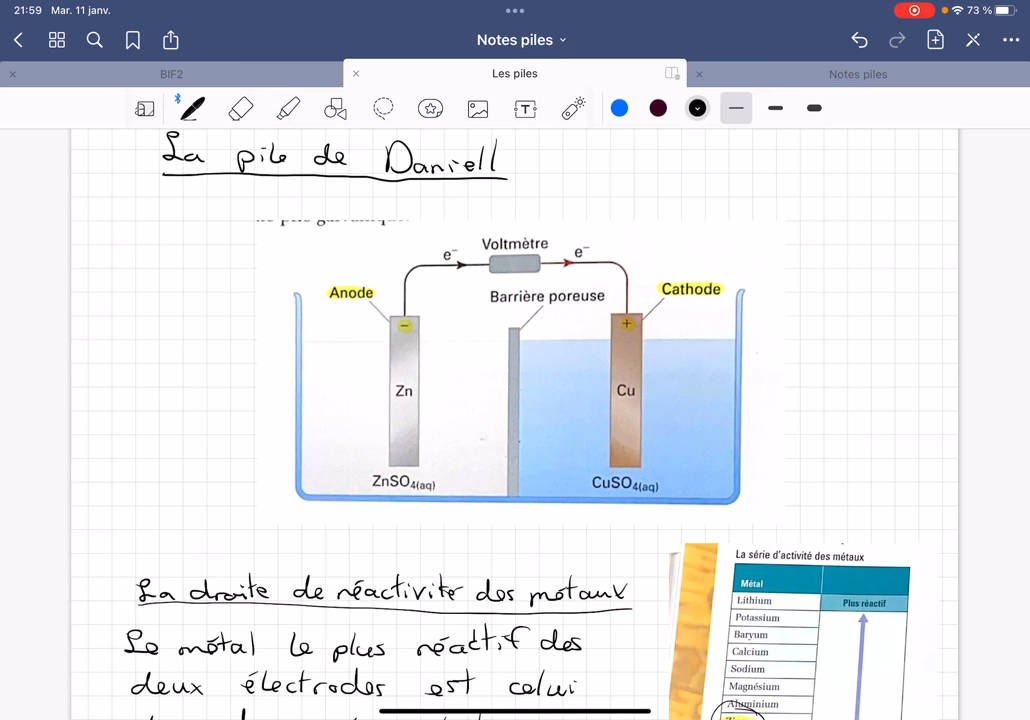 21:59 Mar. 11 janv.
73 %
Notes piles
BIF2
Les piles
Notes piles
La pile de Daniell
Voltmètre
e⁻
e⁻
Anode
Barrière poreuse
Cathode
−
+
Zn
Cu
ZnSO4(aq)
CuSO4(aq)
La série d'activité des métaux
La droite de réactivité des métaux
Métal
Lithium
Plus réactif
Potassium
Le métal le plus réactif des
Baryum
Calcium
Sodium
deux électrodes est celui
Magnésium
Aluminium